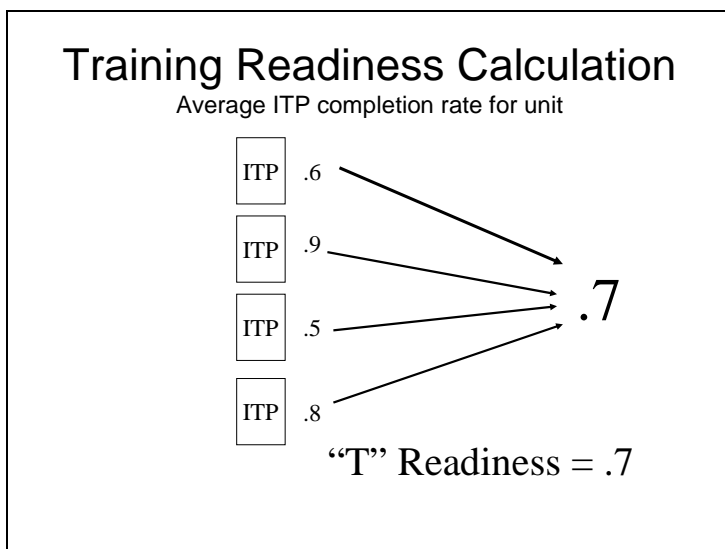 Training Readiness Calculation
Average ITP completion rate for unit
ITP .6
ITP .9
ITP .5
ITP .8
.7
“T” Readiness = .7